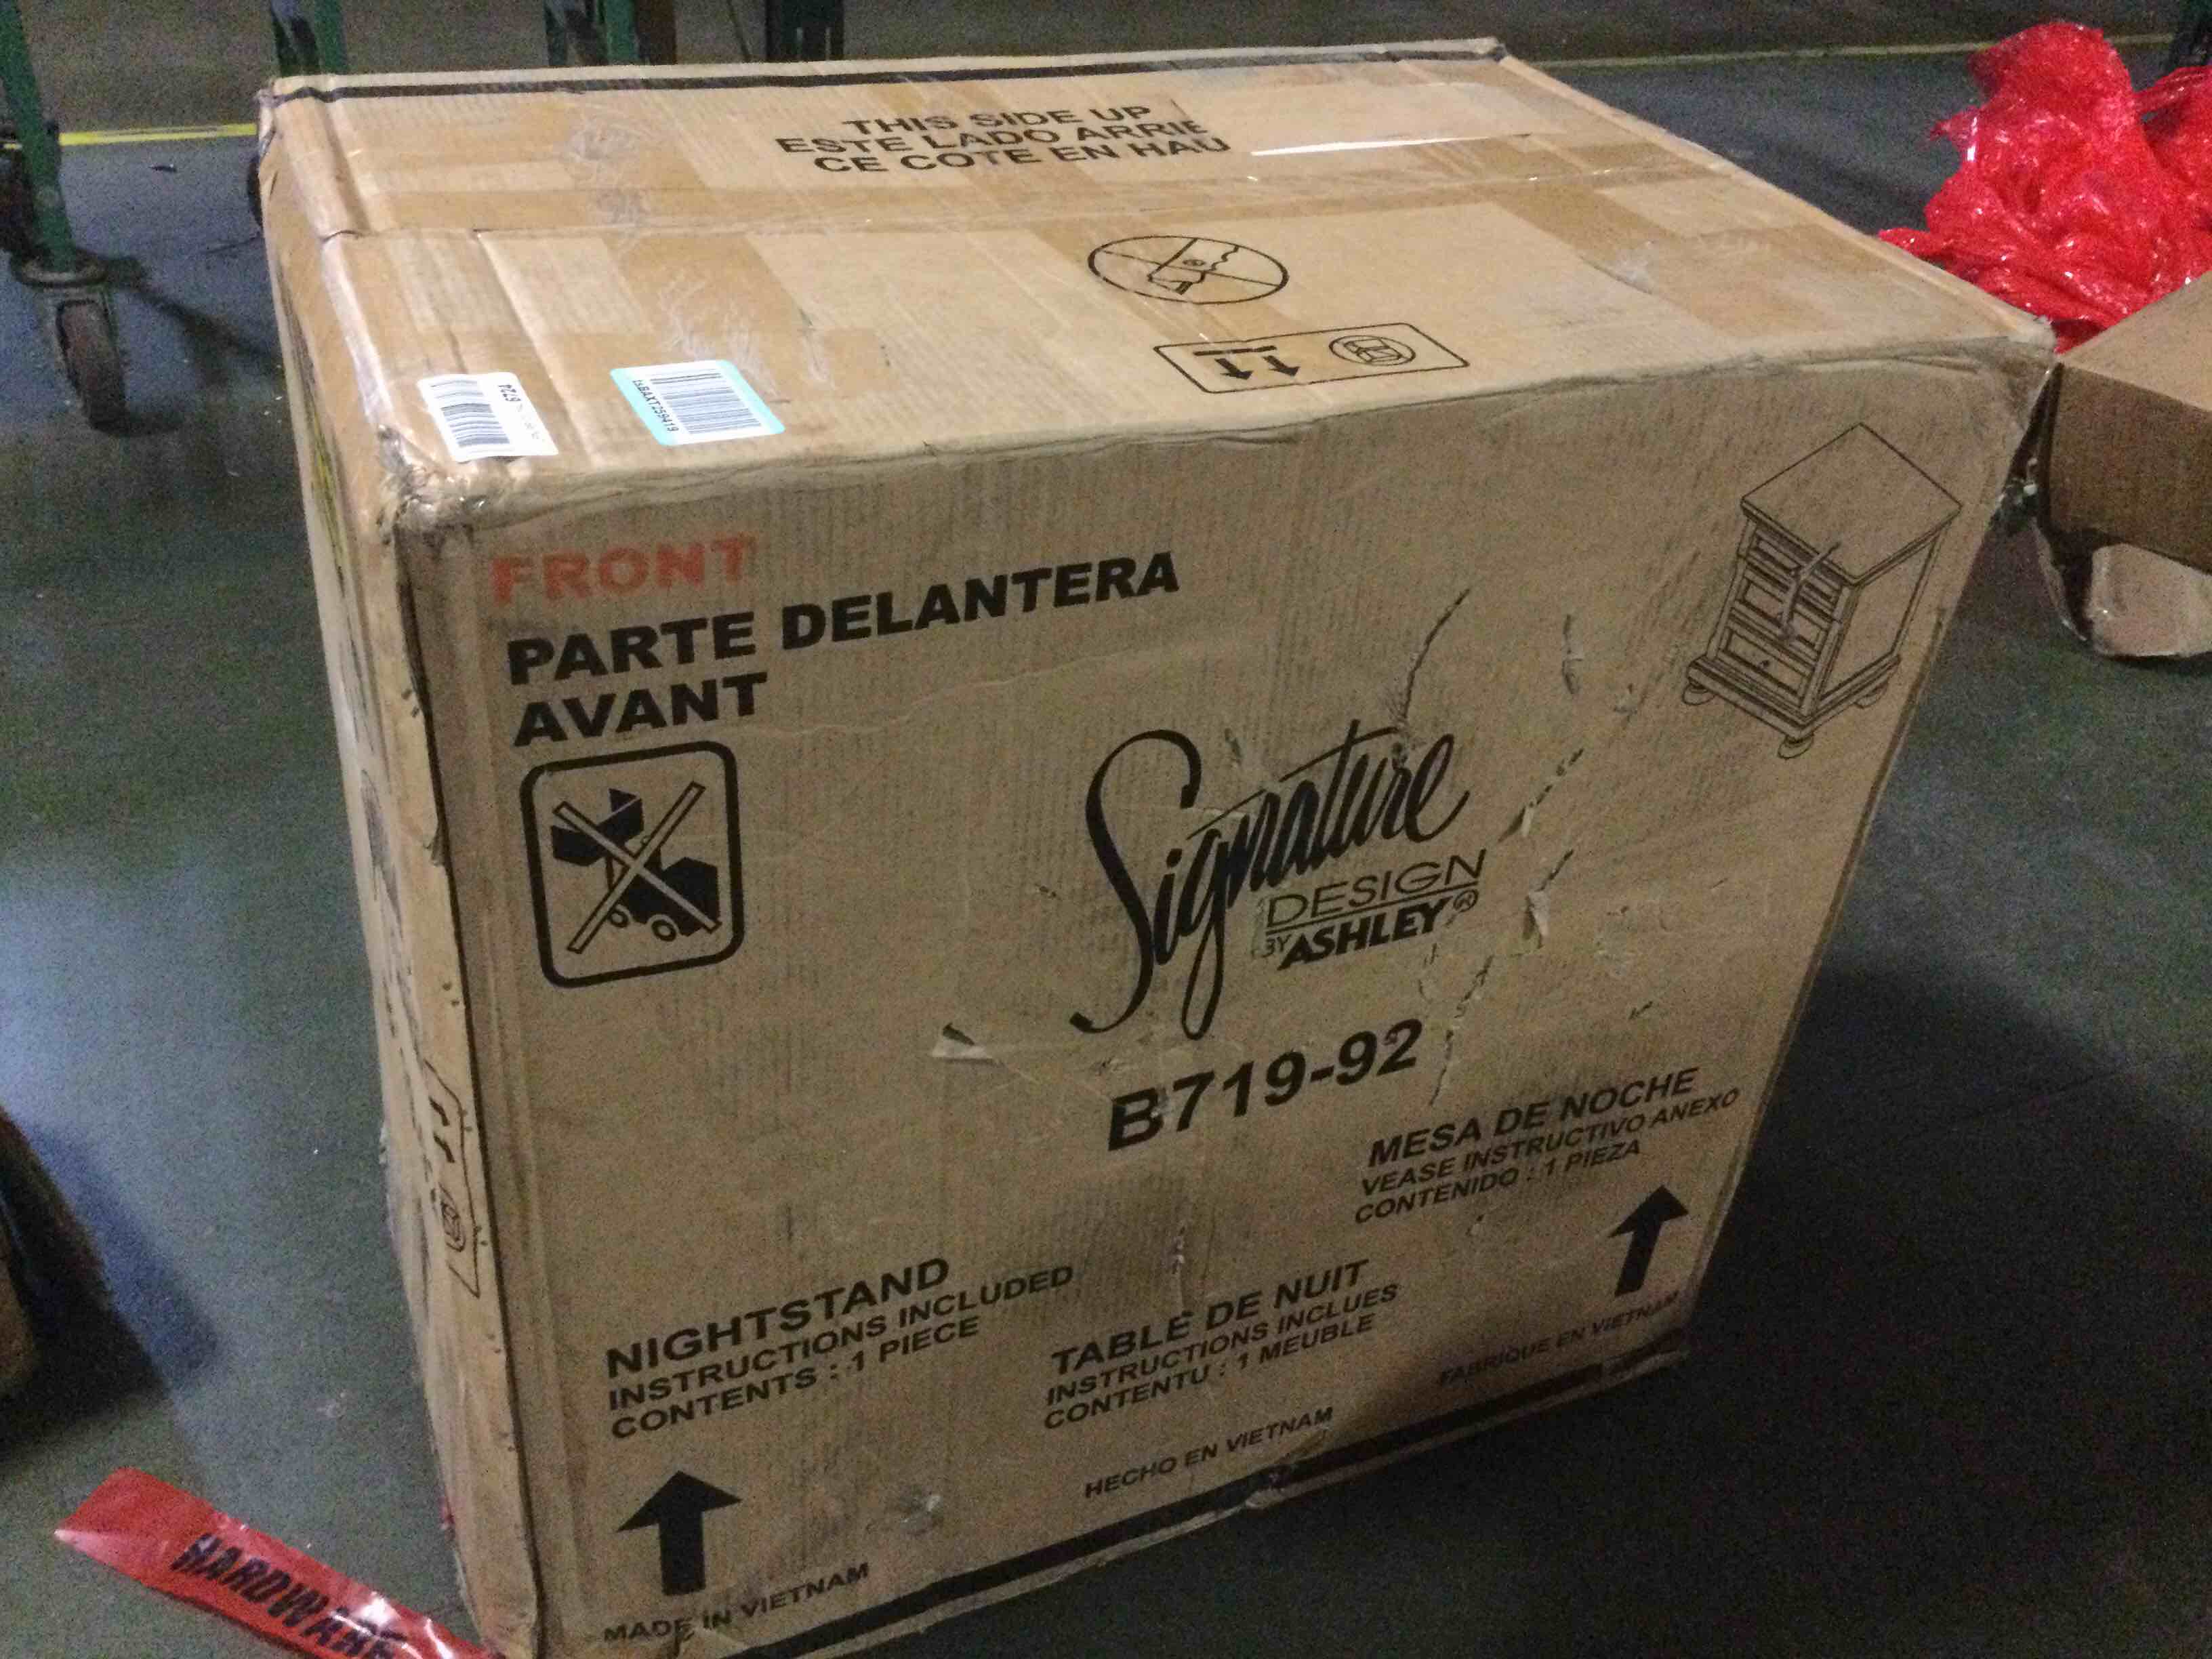 THIS SIDE UP
ESTE LADO ARRIE
CE COTE EN HAU
6724
LSBAXT259419
FRONT
PARTE DELANTERA
AVANT
Signature
DESIGN
BY ASHLEY®
B719-92
MESA DE NOCHE
VEASE INSTRUCTIVO ANEXO
CONTENIDO : 1 PIEZA
NIGHTSTAND
INSTRUCTIONS INCLUDED
CONTENTS : 1 PIECE
TABLE DE NUIT
INSTRUCTIONS INCLUES
CONTENTU : 1 MEUBLE
FABRIQUE EN VIETNAM
HECHO EN VIETNAM
MADE IN VIETNAM
HARDWARE